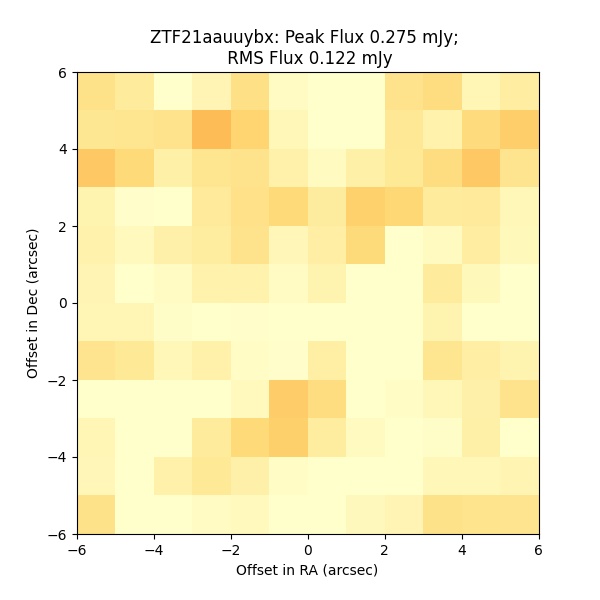 ZTF21aauuybx: Peak Flux 0.275 mJy;
RMS Flux 0.122 mJy
6
4
2
0
−2
−4
−6
Offset in Dec (arcsec)
−6 −4 −2 0 2 4 6
Offset in RA (arcsec)